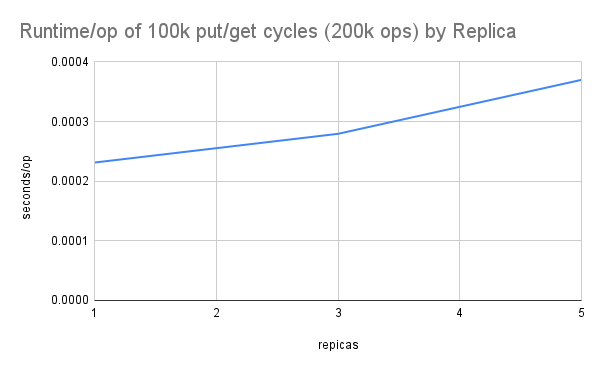 Runtime/op of 100k put/get cycles (200k ops) by Replica
0.0004
0.0003
0.0002
0.0001
0.0000
seconds/op
1 2 3 4 5
repicas